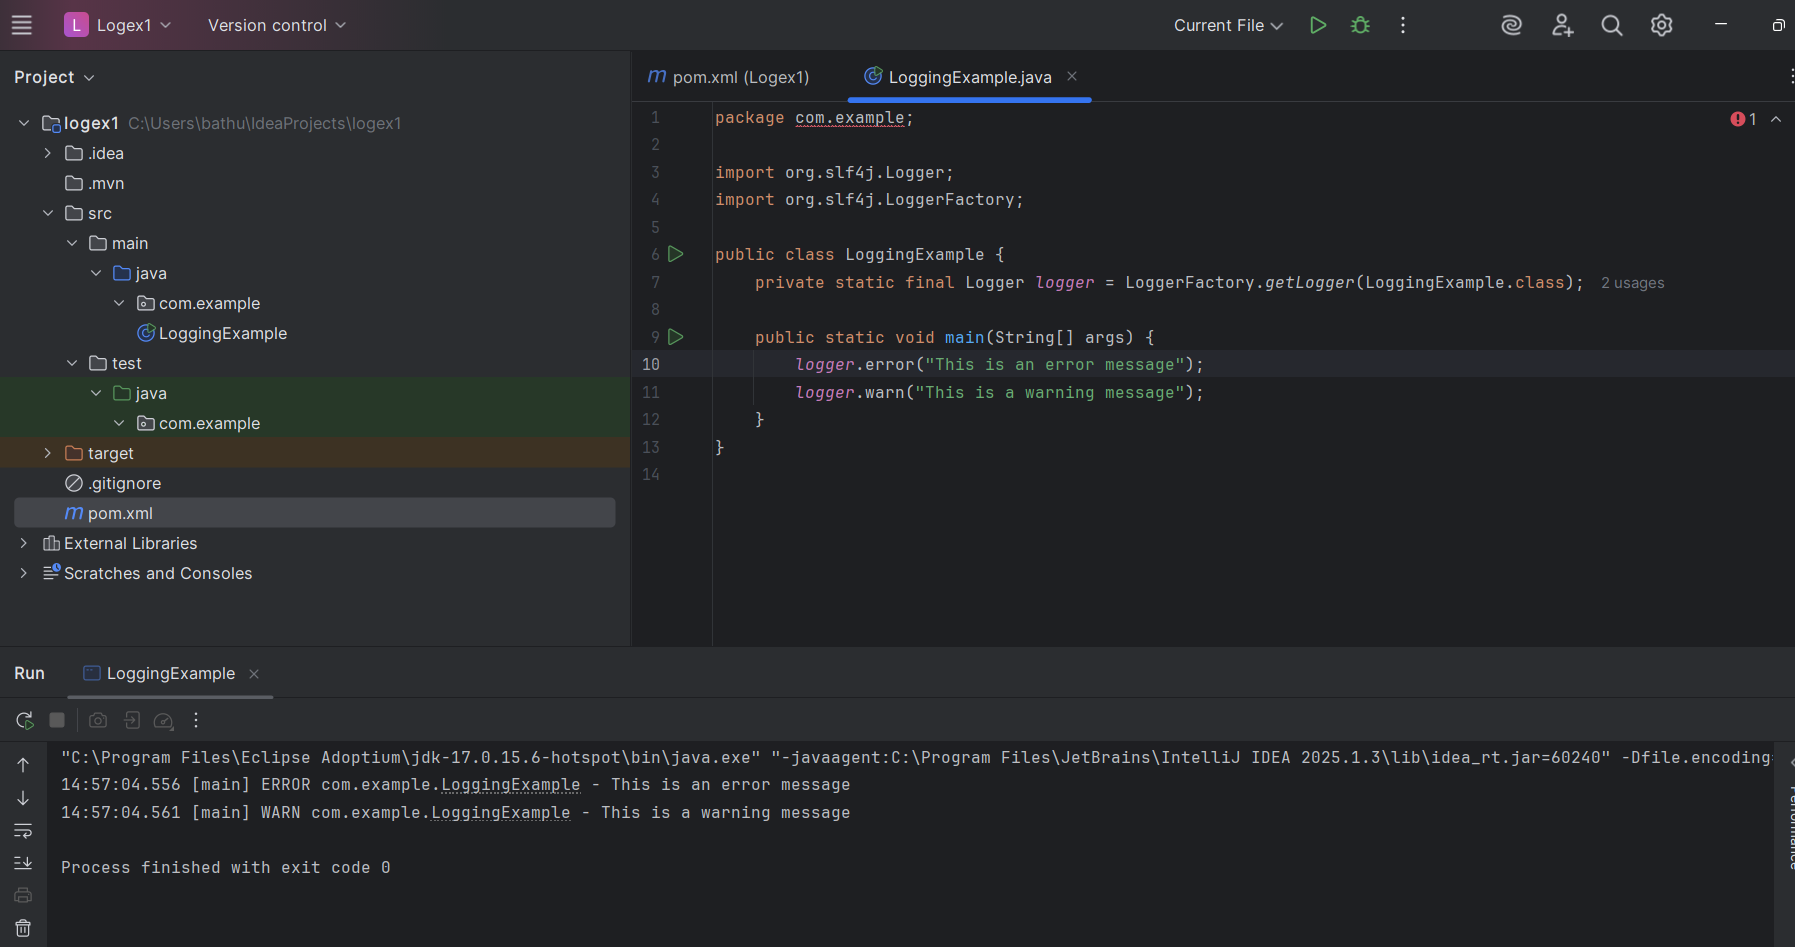 L Logex1 Version control Current File
Project
pom.xml (Logex1) LoggingExample.java
logex1 C:\Users\bathu\IdeaProjects\logex1
.idea
.mvn
src
main
java
com.example
LoggingExample
test
java
com.example
target
.gitignore
m pom.xml
External Libraries
Scratches and Consoles
1 package com.example;
2
3 import org.slf4j.Logger;
4 import org.slf4j.LoggerFactory;
5
6 public class LoggingExample {
7 private static final Logger logger = LoggerFactory.getLogger(LoggingExample.class); 2 usages
8
9 public static void main(String[] args) {
10 logger.error("This is an error message");
11 logger.warn("This is a warning message");
12 }
13 }
14
1
Run LoggingExample
"C:\Program Files\Eclipse Adoptium\jdk-17.0.15.6-hotspot\bin\java.exe" "-javaagent:C:\Program Files\JetBrains\IntelliJ IDEA 2025.1.3\lib\idea_rt.jar=60240" -Dfile.encoding=
14:57:04.556 [main] ERROR com.example.LoggingExample - This is an error message
14:57:04.561 [main] WARN com.example.LoggingExample - This is a warning message
Process finished with exit code 0